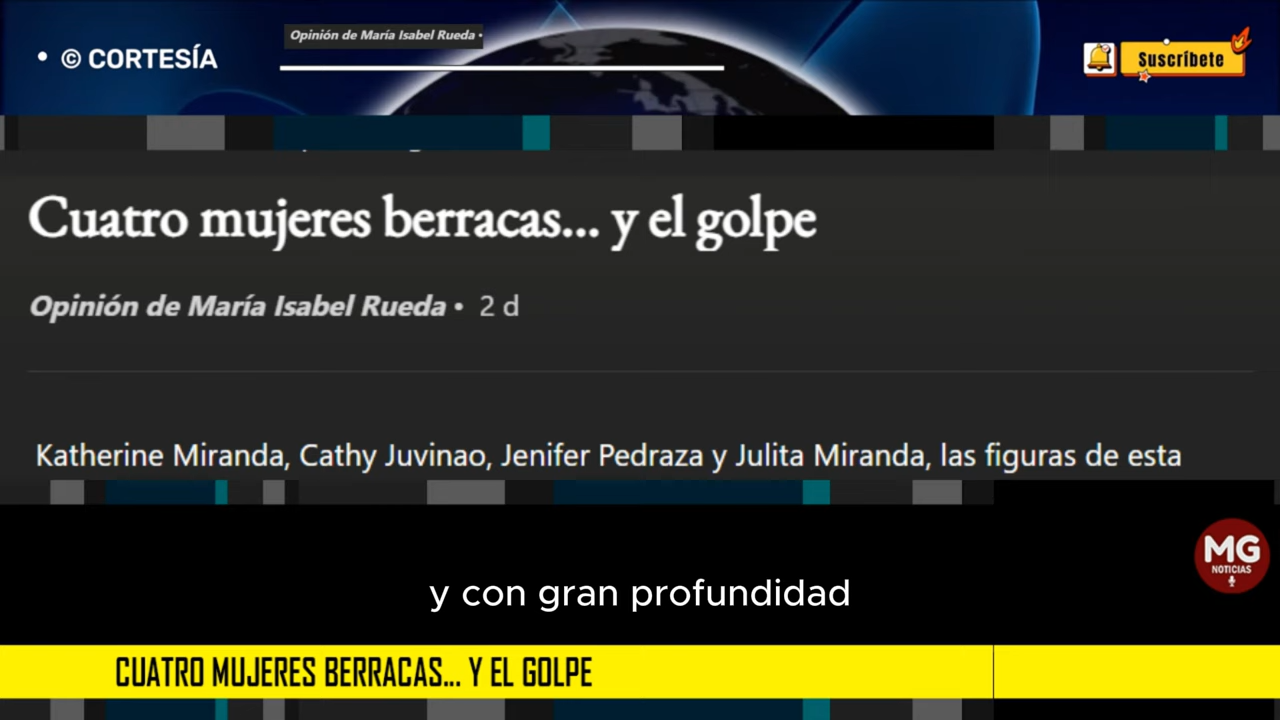 • © CORTESÍA
Opinión de María Isabel Rueda •
Suscríbete
Cuatro mujeres berracas... y el golpe
Opinión de María Isabel Rueda • 2 d
Katherine Miranda, Cathy Juvinao, Jenifer Pedraza y Julita Miranda, las figuras de esta
MG
NOTICIAS
y con gran profundidad
CUATRO MUJERES BERRACAS... Y EL GOLPE